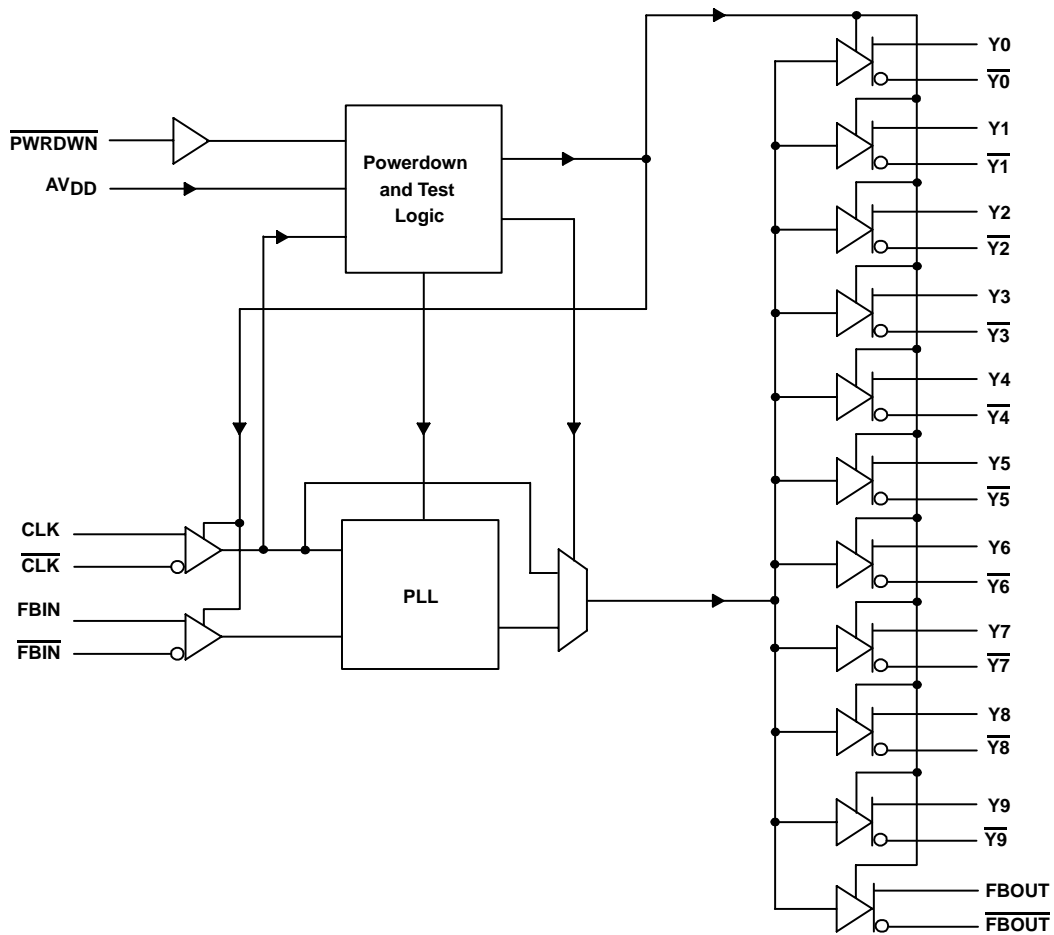 Y0
Y0
PWRDWN
AVDD
Powerdown
and Test
Logic
Y1
Y1
Y2
Y2
Y3
Y3
Y4
Y4
Y5
Y5
CLK
CLK
FBIN
FBIN
PLL
Y6
Y6
Y7
Y7
Y8
Y8
Y9
Y9
FBOUT
FBOUT